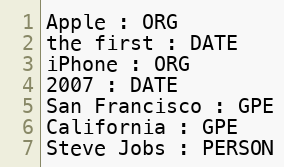 1 Apple : ORG
2 the first : DATE
3 iPhone : ORG
4 2007 : DATE
5 San Francisco : GPE
6 California : GPE
7 Steve Jobs : PERSON